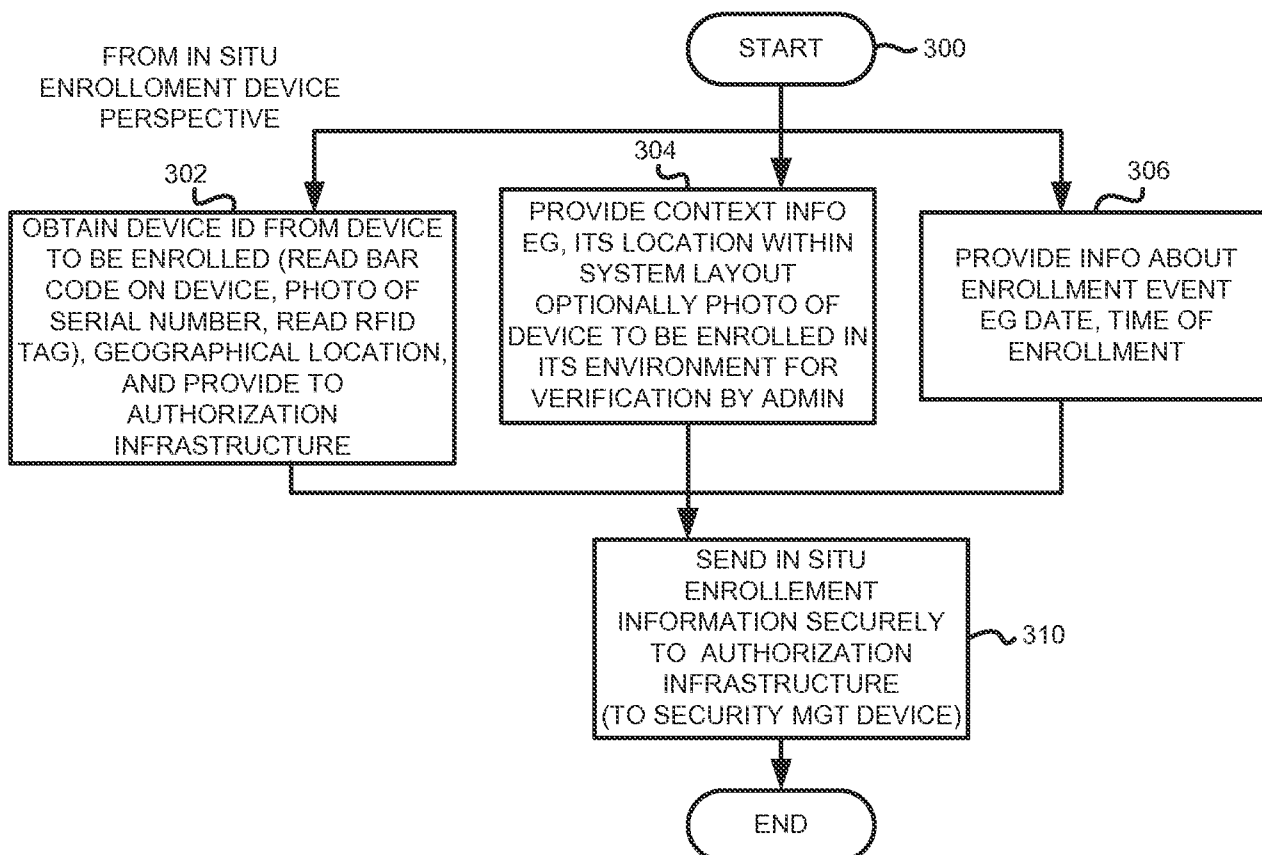 FROM IN SITU
ENROLLOMENT DEVICE
PERSPECTIVE
START
300
302
OBTAIN DEVICE ID FROM DEVICE
TO BE ENROLLED (READ BAR
CODE ON DEVICE, PHOTO OF
SERIAL NUMBER, READ RFID
TAG), GEOGRAPHICAL LOCATION,
AND PROVIDE TO
AUTHORIZATION
INFRASTRUCTURE
304
PROVIDE CONTEXT INFO
EG, ITS LOCATION WITHIN
SYSTEM LAYOUT
OPTIONALLY PHOTO OF
DEVICE TO BE ENROLLED IN
ITS ENVIRONMENT FOR
VERIFICATION BY ADMIN
306
PROVIDE INFO ABOUT
ENROLLMENT EVENT
EG DATE, TIME OF
ENROLLMENT
SEND IN SITU
ENROLLEMENT
INFORMATION SECURELY
TO AUTHORIZATION
INFRASTRUCTURE
(TO SECURITY MGT DEVICE)
310
END